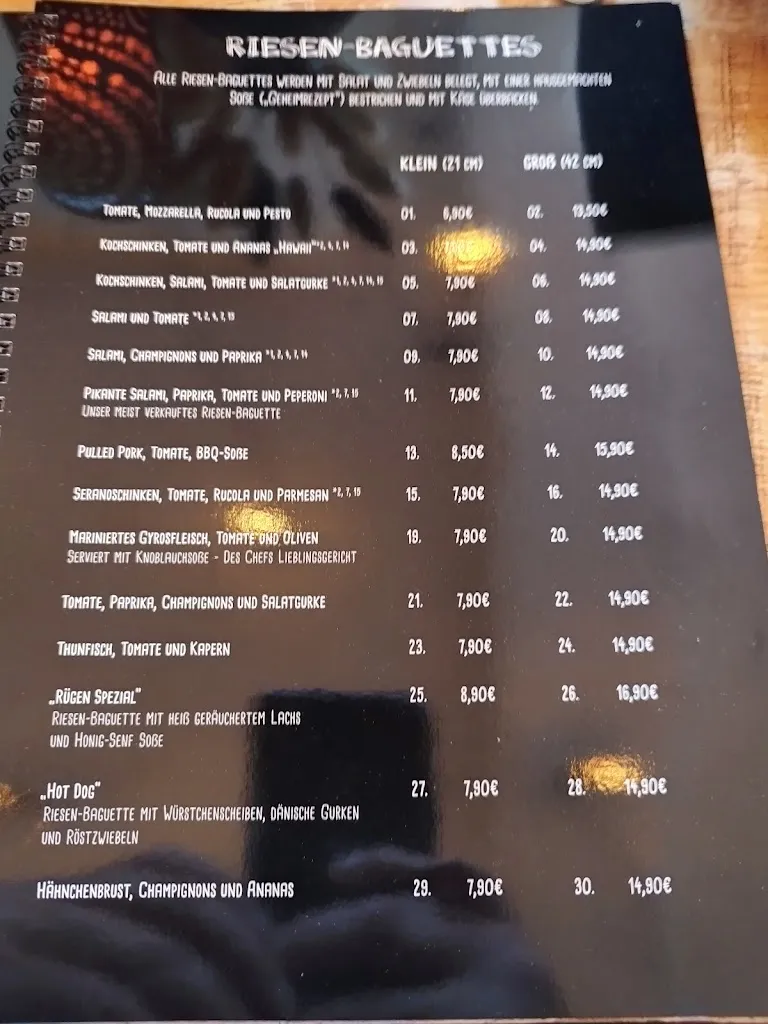 RIESEN-BAGUETTES
ALLE RIESEN-BAGUETTES WERDEN MIT SALAT UND ZWIEBELN BELEGT, MIT EINER HAUSGEMACHTEN
SOßE („GEHEIMREZEPT") BESTRICHEN UND MIT KÄSE ÜBERBACKEN.
KLEIN (21 CM) GROß (42 CM)
TOMATE, MOZZARELLA, RUCOLA UND PESTO 01. 6,90€ 02. 13,50€
KOCHSCHINKEN, TOMATE UND ANANAS „HAWAII" 03. 04. 14,90€
KOCHSCHINKEN, SALAMI, TOMATE UND SALATGURKE 05. 7,90€ 06. 14,90€
SALAMI UND TOMATE 07. 7,90€ 08. 14,90€
SALAMI, CHAMPIGNONS UND PAPRIKA 09. 7,90€ 10. 14,90€
PIKANTE SALAMI, PAPRIKA, TOMATE UND PEPERONI 11. 7,90€ 12. 14,90€
UNSER MEIST VERKAUFTES RIESEN-BAGUETTE
PULLED PORK, TOMATE, BBQ-SOßE 13. 8,50€ 14. 15,90€
SERANOSCHINKEN, TOMATE, RUCOLA UND PARMESAN 15. 7,90€ 16. 14,90€
MARINIERTES GYROSFLEISCH, TOMATE UND OLIVEN 19. 7,90€ 20. 14,90€
SERVIERT MIT KNOBLAUCHSOßE - DES CHEFS LIEBLINGSGERICHT
TOMATE, PAPRIKA, CHAMPIGNONS UND SALATGURKE 21. 7,90€ 22. 14,90€
THUNFISCH, TOMATE UND KAPERN 23. 7,90€ 24. 14,90€
„RÜGEN SPEZIAL" 25. 8,90€ 26. 16,90€
RIESEN-BAGUETTE MIT HEIß GERÄUCHERTEM LACHS
UND HONIG-SENF SOßE
„HOT DOG" 27. 7,90€ 28. 14,90€
RIESEN-BAGUETTE MIT WÜRSTCHENSCHEIBEN, DÄNISCHE GURKEN
UND RÖSTZWIEBELN
HÄHNCHENBRUST, CHAMPIGNONS UND ANANAS 29. 7,90€ 30. 14,90€